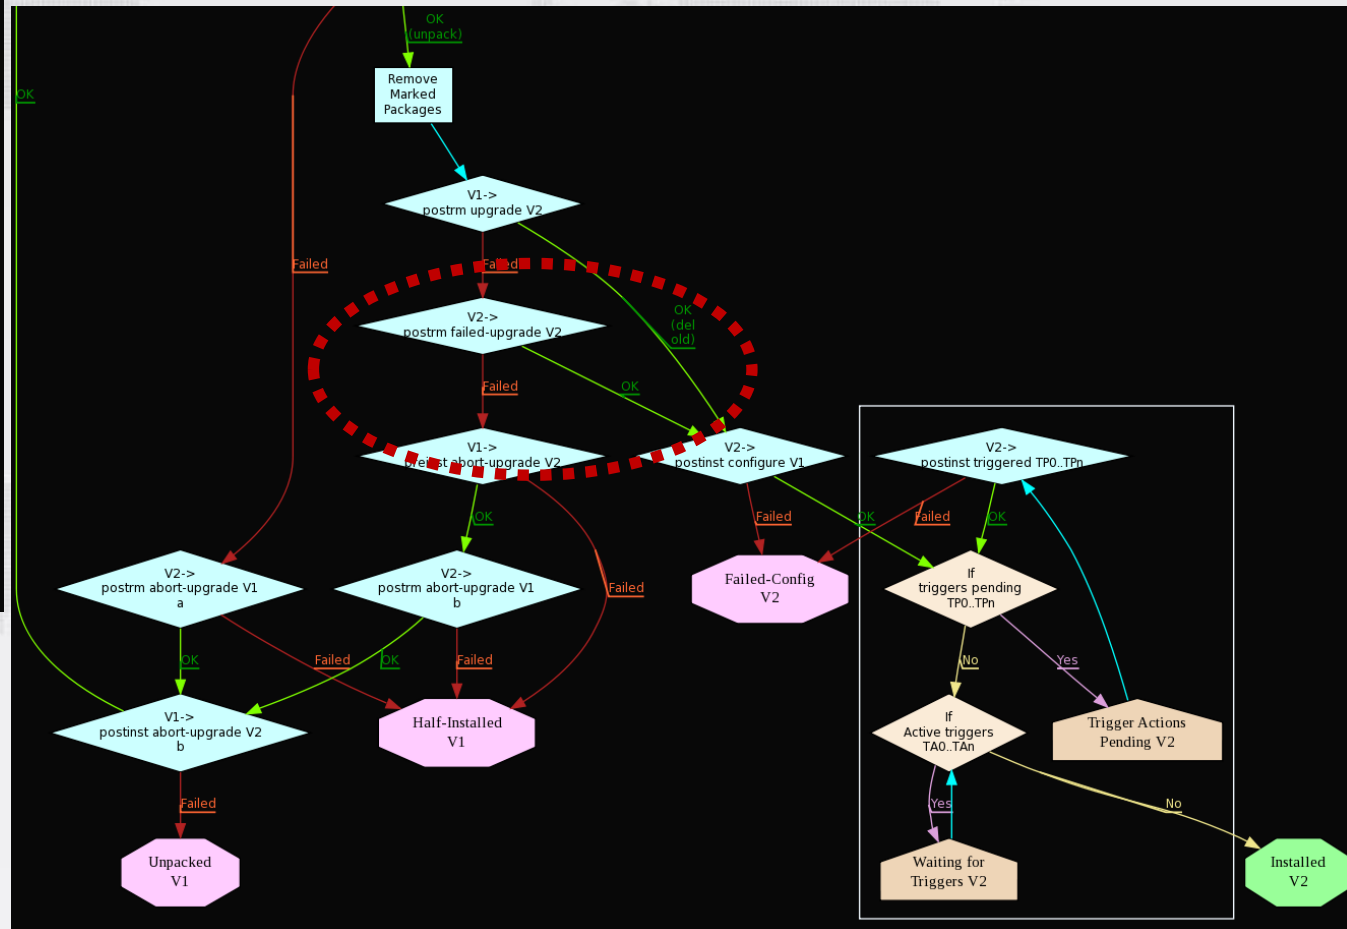 OK
(unpack)
Remove
Marked
Packages
OK
V1->
postrm upgrade V2
Failed
Failed
V2->
postrm failed-upgrade V2
OK
(del
old)
Failed
OK
V1->
preinst abort-upgrade V2
V2->
postinst configure V1
V2->
postinst triggered TP0..TPn
OK
Failed
OK
Failed
OK
V2->
postrm abort-upgrade V1
a
V2->
postrm abort-upgrade V1
b
Failed
Failed-Config
V2
If
triggers pending
TP0..TPn
OK
Failed
OK
Failed
No
Yes
V1->
postinst abort-upgrade V2
b
Half-Installed
V1
If
Active triggers
TA0..TAn
Trigger Actions
Pending V2
Failed
Yes
No
Unpacked
V1
Waiting for
Triggers V2
Installed
V2